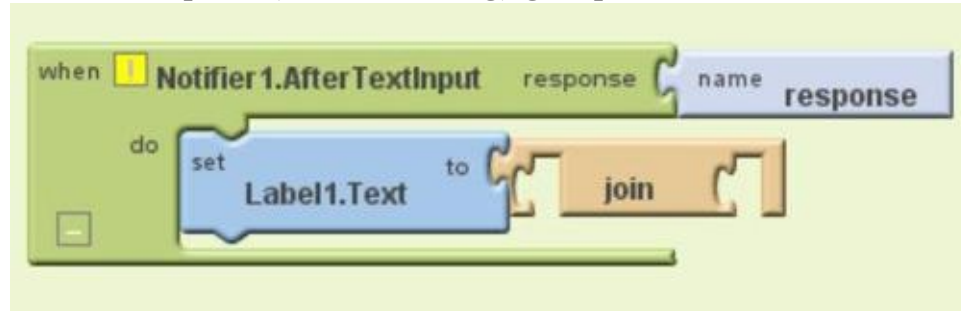 when ! Notifier1.AfterTextInput response name response
do set Label1.Text to join